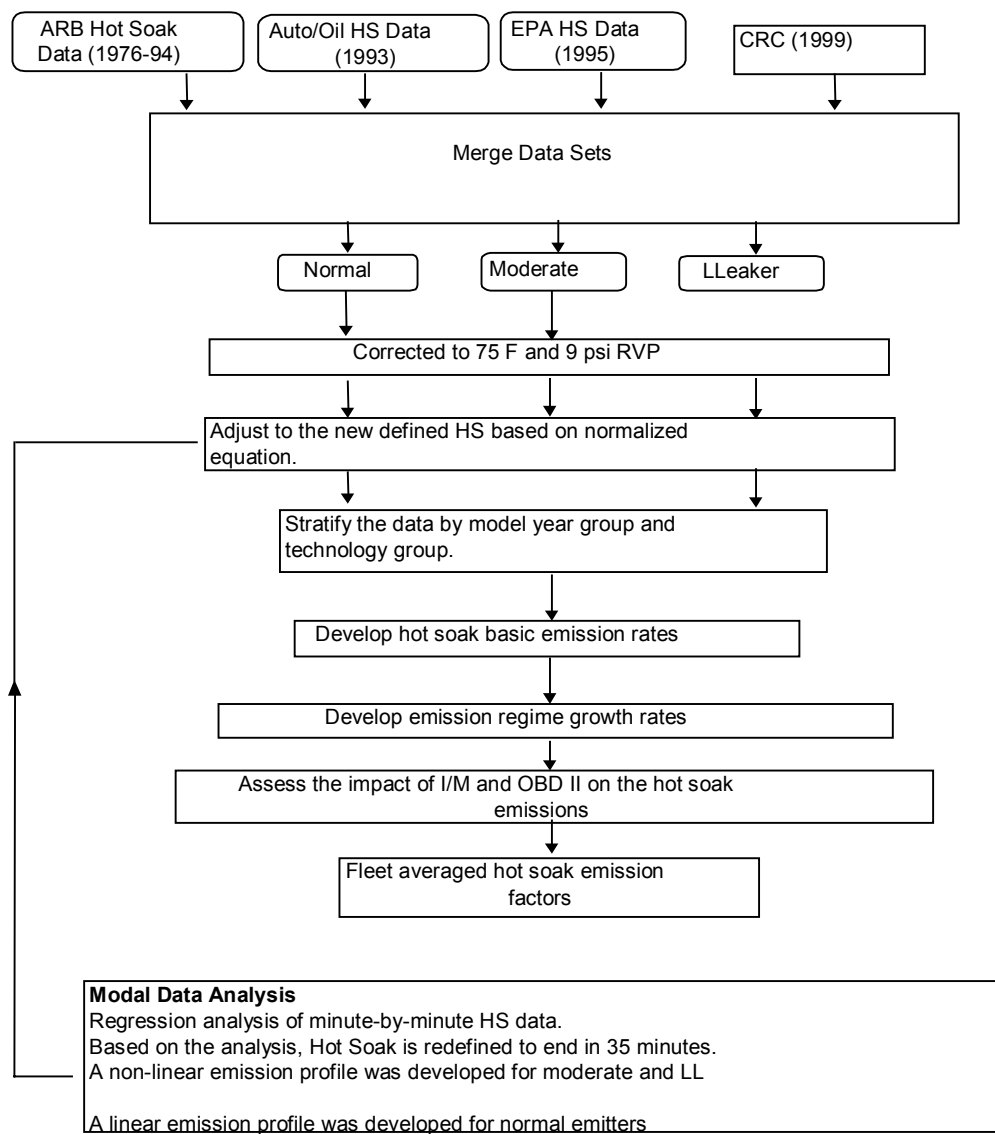 ARB Hot Soak
Data (1976-94)
Auto/Oil HS Data
(1993)
EPA HS Data
(1995)
CRC (1999)
Merge Data Sets
Normal
Moderate
LLeaker
Corrected to 75 F and 9 psi RVP
Adjust to the new defined HS based on normalized
equation.
Stratify the data by model year group and
technology group.
Develop hot soak basic emission rates
Develop emission regime growth rates
Assess the impact of I/M and OBD II on the hot soak
emissions
Fleet averaged hot soak emission
factors
Modal Data Analysis
Regression analysis of minute-by-minute HS data.
Based on the analysis, Hot Soak is redefined to end in 35 minutes.
A non-linear emission profile was developed for moderate and LL
A linear emission profile was developed for normal emitters